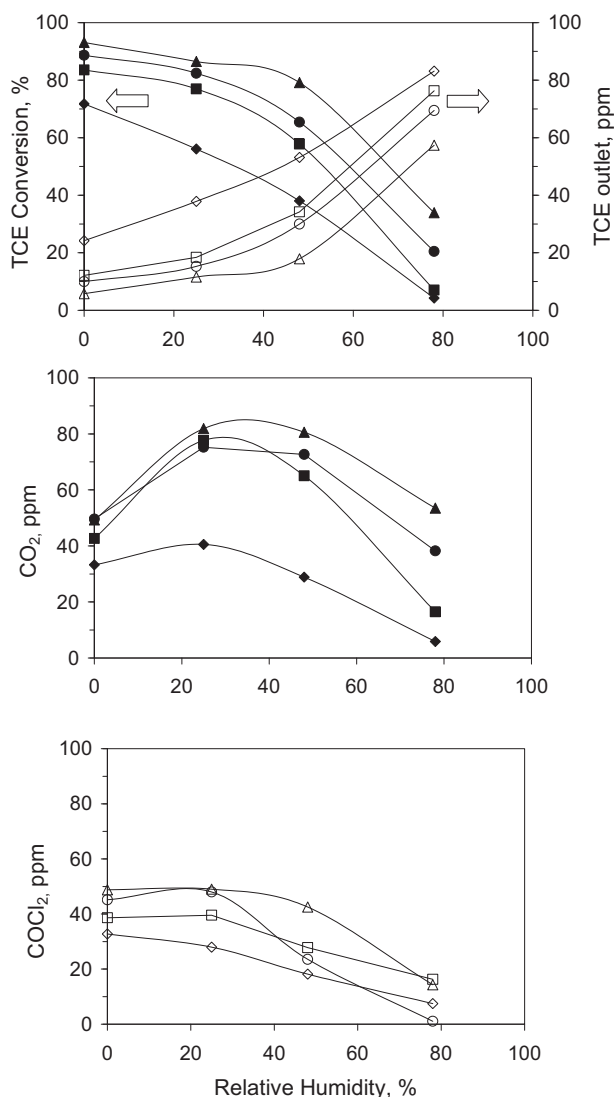 100 100
80 80
60 60
40 40
20 20
0 0
0 20 40 60 80 100
TCE Conversion, %
TCE outlet, ppm
100
80
60
40
20
0
0 20 40 60 80 100
CO₂, ppm
100
80
60
40
20
0
0 20 40 60 80 100
COCl₂, ppm
Relative Humidity, %